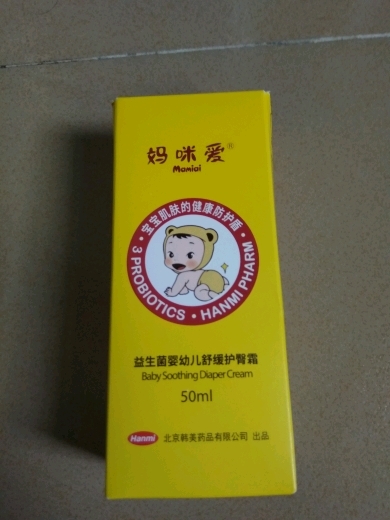 妈咪爱®
Mamiai
·宝宝肌肤的健康防护盾·
3 PROBIOTICS · HANMI PHARM
益生菌婴幼儿舒缓护臀霜
Baby Soothing Diaper Cream
50ml
Hanmi 北京韩美药品有限公司 出品